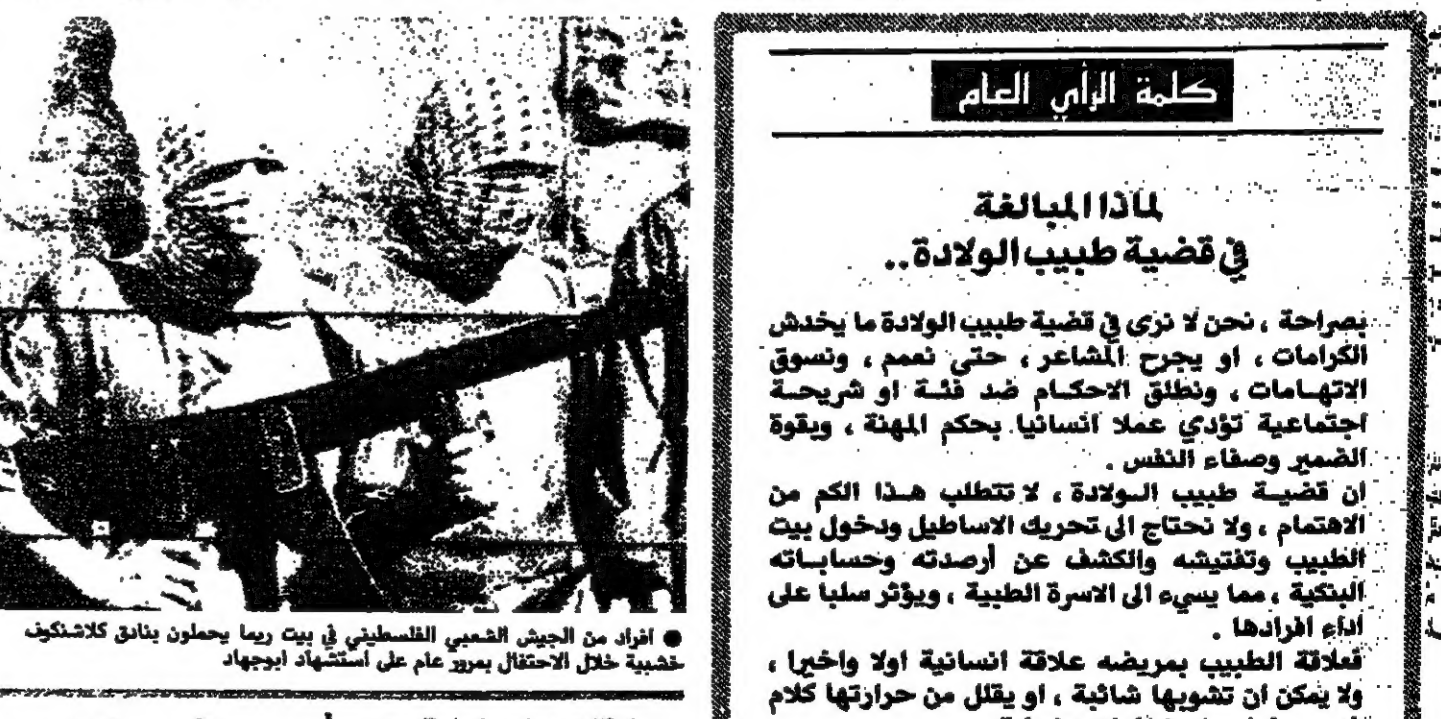 كلمة الرأي العام
لماذا المبالغة
في قضية طبيب الولادة..
بصراحة ، نحن لا نرى في قضية طبيب الولادة ما يخدش
الكرامات ، او يجرح المشاعر ، حتى نعمم ، ونسوق
الاتهامات ، ونطلق الاحكام ضد فئة او شريحة
اجتماعية تؤدي عملا انسانيا بحكم المهنة ، وبقوة
الضمير وصفاء النفس .
ان قضية طبيب الولادة ، لا تتطلب هذا الكم من
الاهتمام ، ولا تحتاج الى تحريك الاساطيل ودخول بيت
الطبيب وتفتيشه والكشف عن أرصدته وحساباته
البنكية ، مما يسيء الى الاسرة الطبية ، ويؤثر سلبا على
اداء افرادها .
فعلاقة الطبيب بمريضه علاقة انسانية اولا واخيرا ،
ولا يمكن ان تشوبها شائبة ، او يقلل من حرارتها كلام
● افراد من الجيش الشعبي الفلسطيني في بيت ريما يحملون بنادق كلاشنكوف
خشبية خلال الاحتفال بمرور عام على استشهاد ابوجهاد